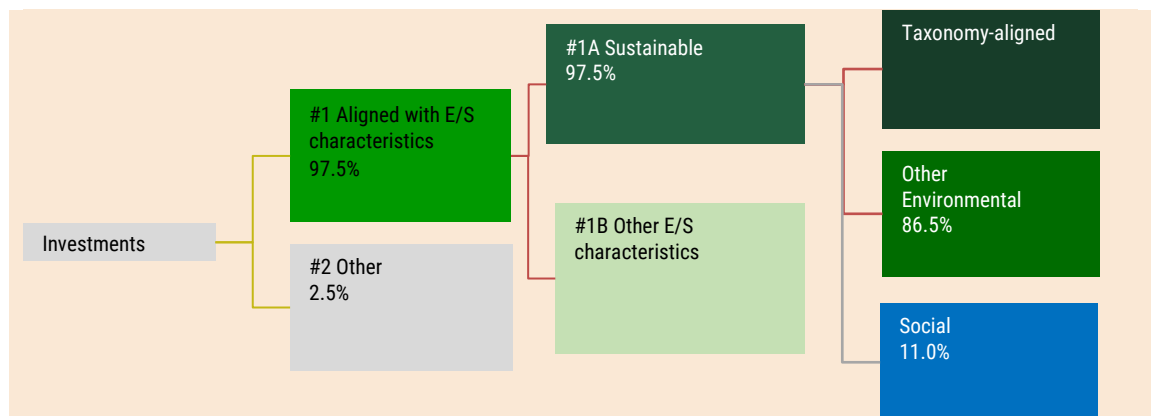 Investments
#1 Aligned with E/S
characteristics
97.5%
#2 Other
2.5%
#1A Sustainable
97.5%
#1B Other E/S
characteristics
Taxonomy-aligned
Other
Environmental
86.5%
Social
11.0%